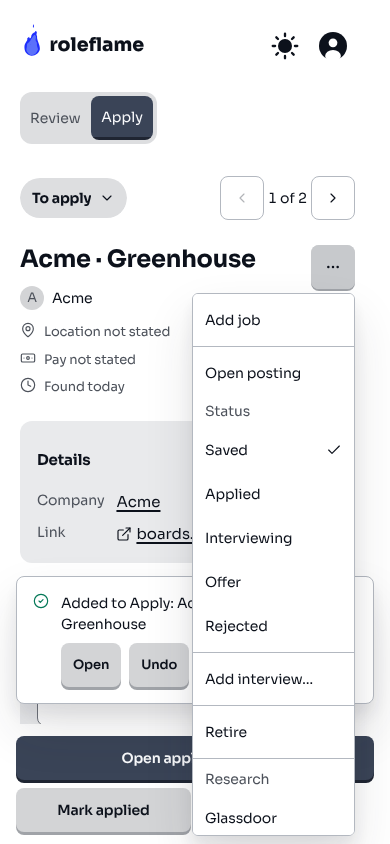 roleflame
Review Apply
To apply
1 of 2
Acme · Greenhouse
...
A Acme
Location not stated
Pay not stated
Found today
Details
Company Acme
Link boards.
Added to Apply: Ac
Greenhouse
Open Undo
Open appl
Mark applied
Add job
Open posting
Status
Saved
Applied
Interviewing
Offer
Rejected
Add interview...
Retire
Research
Glassdoor